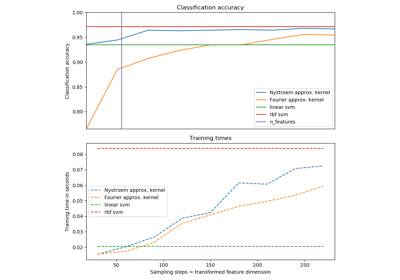 Classification accuracy
1.00
0.95
0.90
0.85
0.80
Classification accuracy
Nystroem approx. kernel
Fourier approx. kernel
linear svm
rbf svm
n_features
Training times
0.08
0.07
0.06
0.05
0.04
0.03
0.02
Training time in seconds
Nystroem approx. kernel
Fourier approx. kernel
linear svm
rbf svm
50 100 150 200 250
Sampling steps = transformed feature dimension